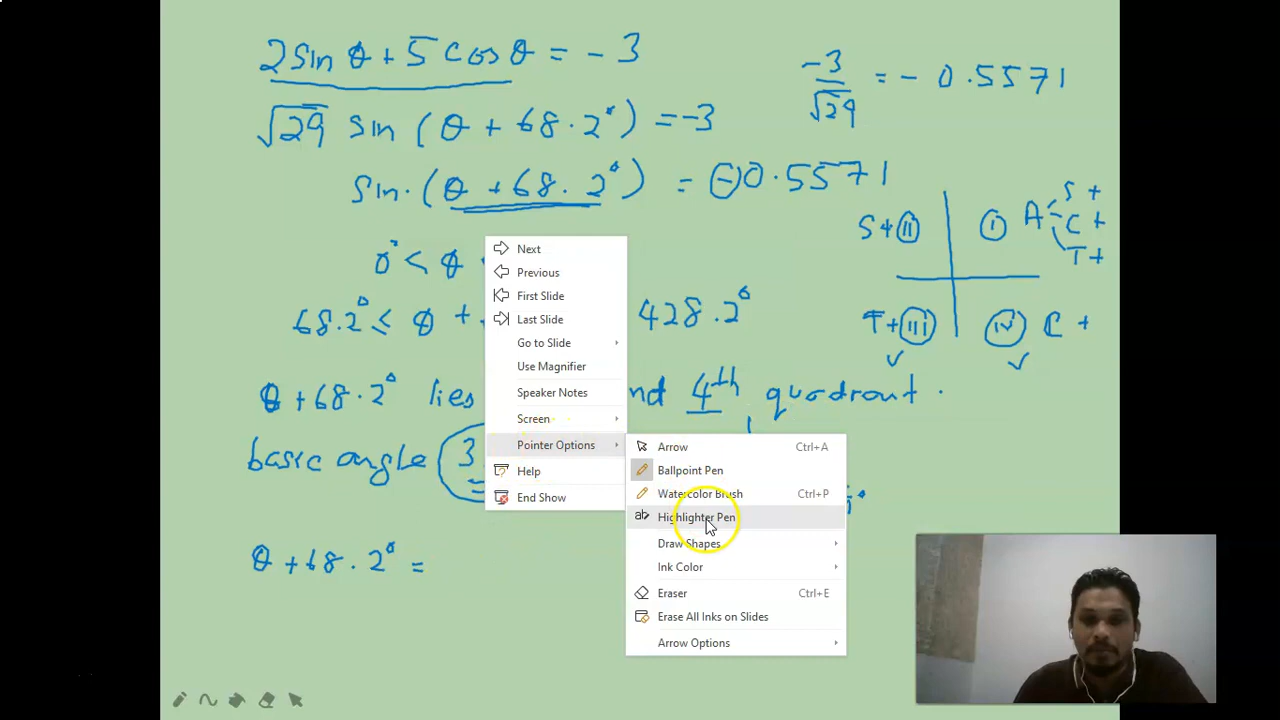 2 sin θ + 5 cos θ = - 3
-3/√29 = - 0.5571
√29 sin (θ + 68.2°) = -3
sin. (θ + 68.2°) = -0.5571
S+ II
I A S + C + T +
T+ III
IV C +
0° < θ
68.2° ≤ θ + 428.2°
θ + 68.2° lies nd 4th quadrant.
basic angle 3
θ + 68.2° =
Next
Previous
First Slide
Last Slide
Go to Slide
Use Magnifier
Speaker Notes
Screen
Pointer Options
Help
End Show
Arrow Ctrl+A
Ballpoint Pen
Watercolor Brush Ctrl+P
Highlighter Pen
Draw Shapes
Ink Color
Eraser Ctrl+E
Erase All Inks on Slides
Arrow Options